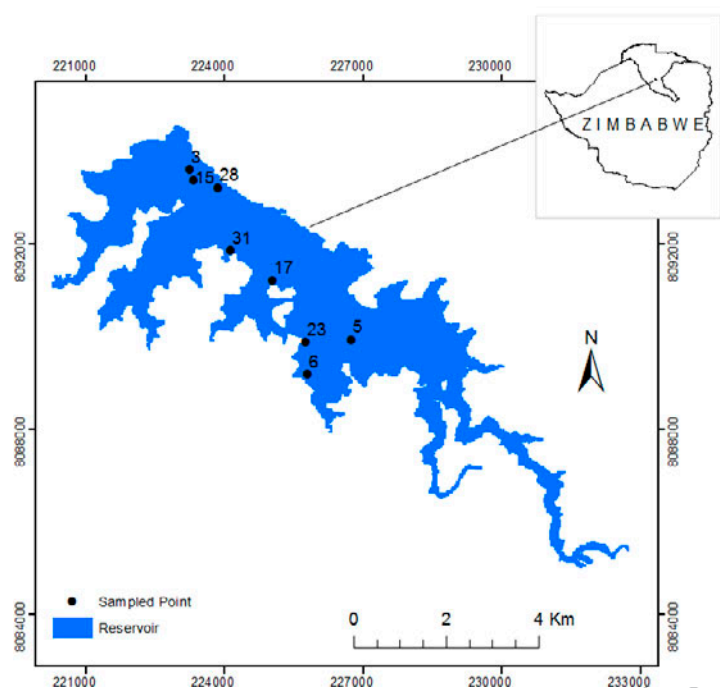 221000 224000 227000 230000
ZIMBABWE
3
15 28
31
17
23 5
6
N
8092000 8092000
8088000 8088000
8084000 8084000
Sampled Point
Reservoir
0 2 4 Km
221000 224000 227000 230000 233000